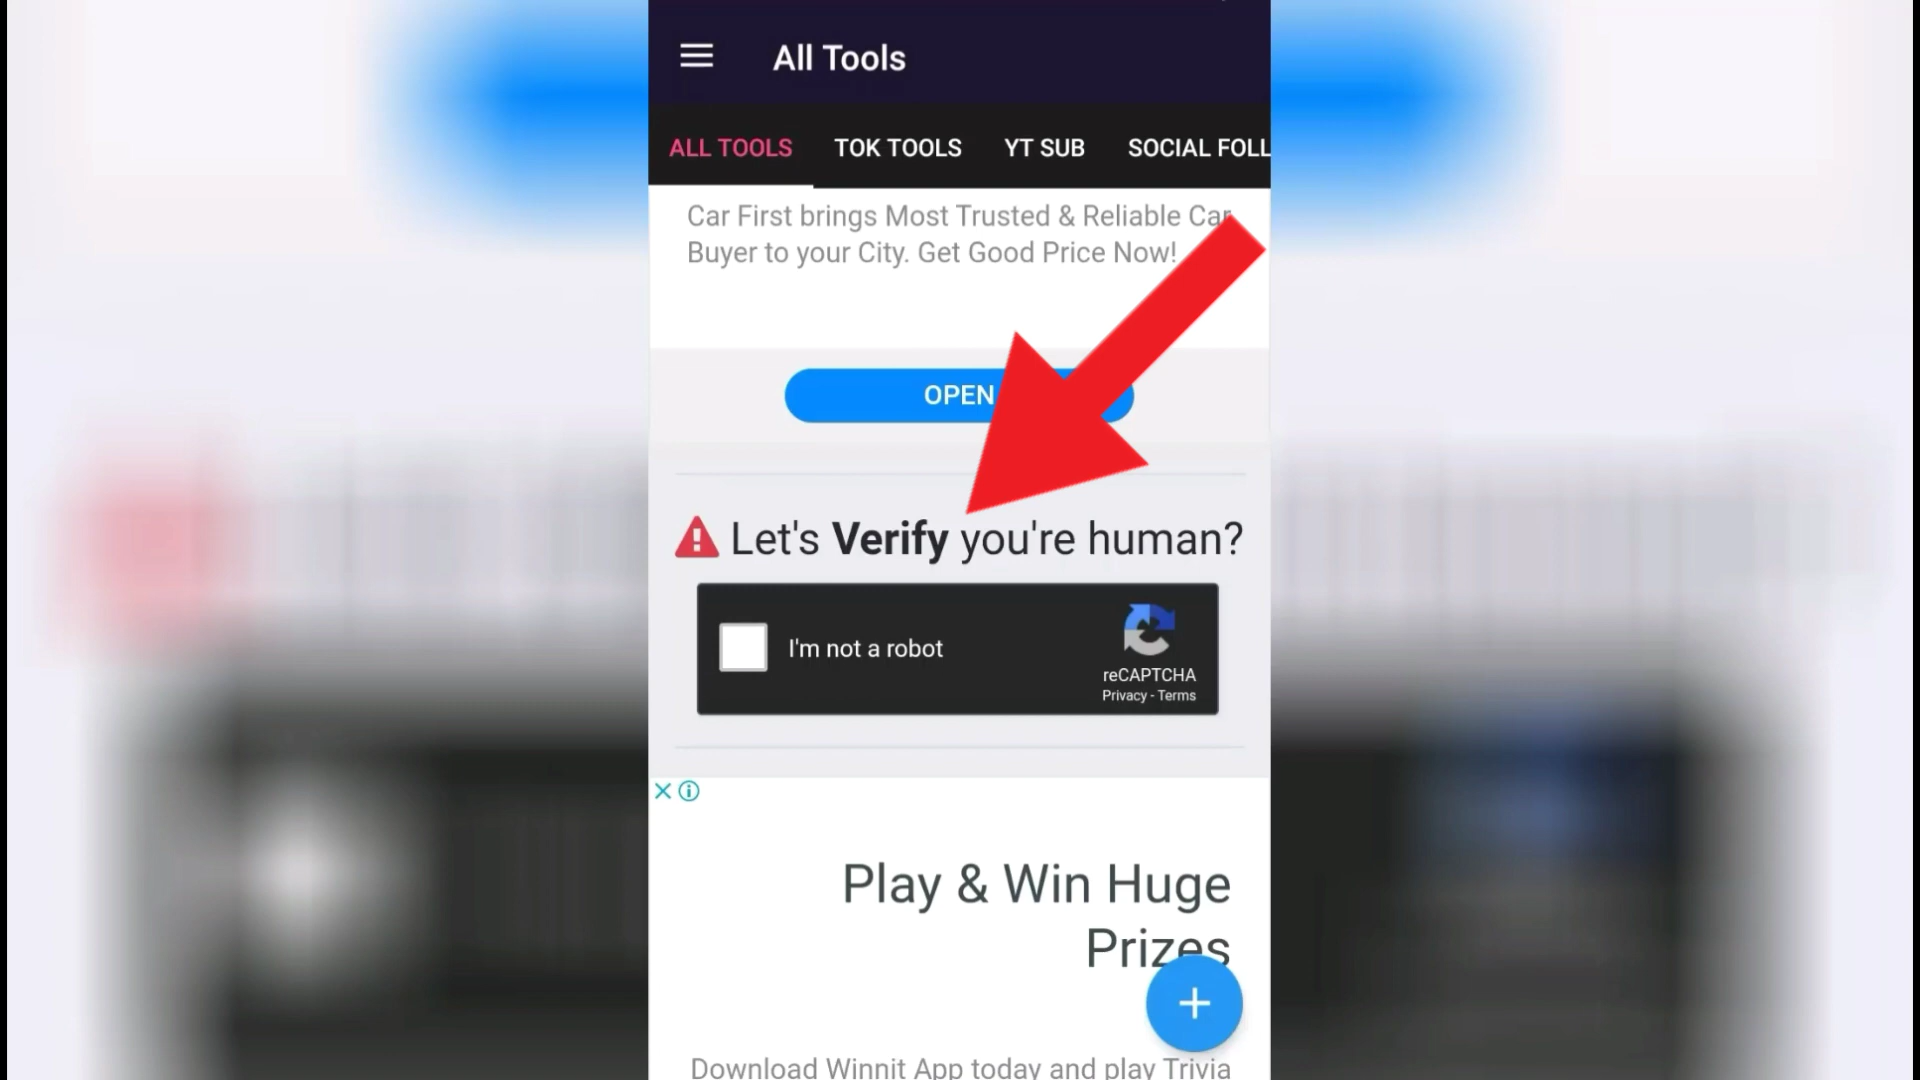 All Tools
ALL TOOLS TOK TOOLS YT SUB SOCIAL FOLL
Car First brings Most Trusted & Reliable Car
Buyer to your City. Get Good Price Now!
OPEN
Let's Verify you're human?
I'm not a robot
reCAPTCHA
Privacy - Terms
Play & Win Huge
Prizes
Download Winnit App today and play Trivia